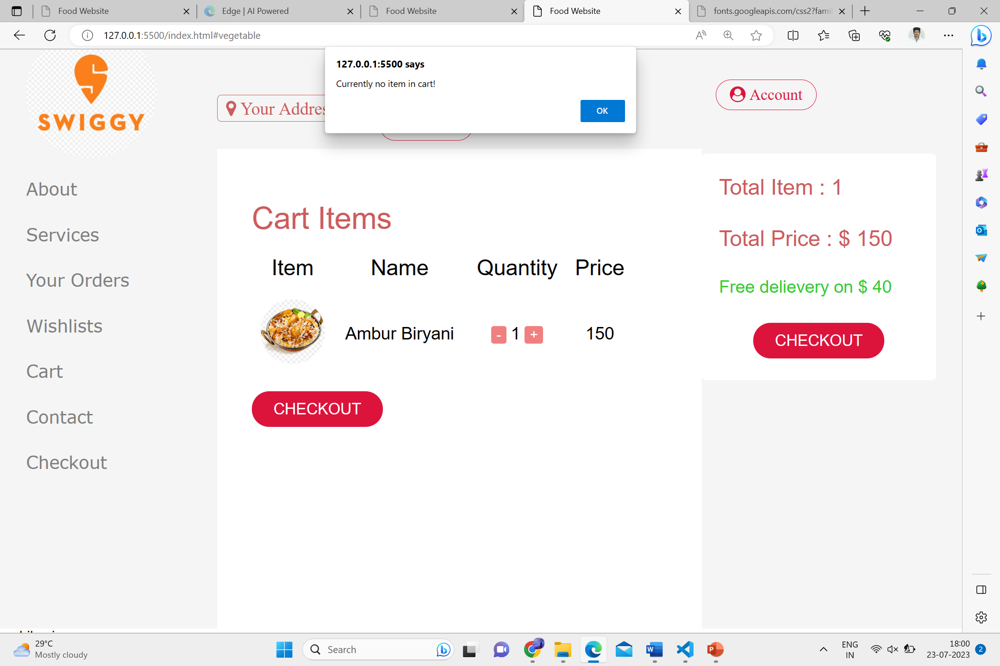 Food Website
Edge | AI Powered
Food Website
Food Website
fonts.googleapis.com/css2?fami
127.0.0.1:5500/index.html#vegetable
127.0.0.1:5500 says
Currently no item in cart!
OK
SWIGGY
Your Addres
Account
About
Services
Your Orders
Wishlists
Cart
Contact
Checkout
Cart Items
Item Name Quantity Price
Ambur Biryani - 1 + 150
CHECKOUT
Total Item : 1
Total Price : $ 150
Free delievery on $ 40
CHECKOUT
29°C
Mostly cloudy
Search
ENG
IN
18:00
23-07-2023
2